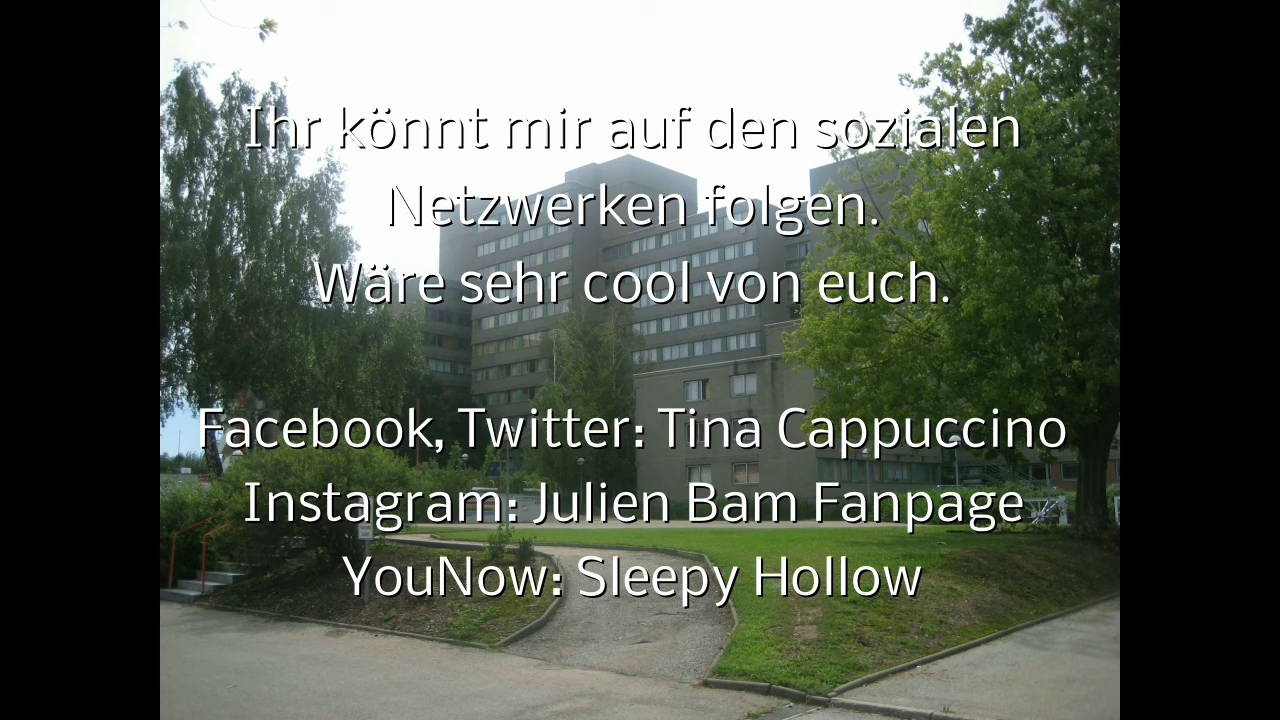 Ihr könnt mir auf den sozialen
Netzwerken folgen.
Wäre sehr cool von euch.
Facebook, Twitter: Tina Cappuccino
Instagram: Julien Bam Fanpage
YouNow: Sleepy Hollow